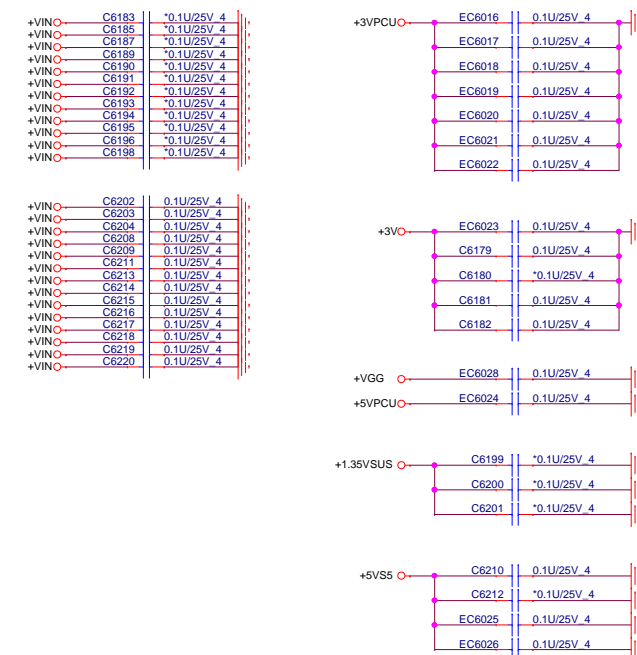 +VIN C6183 *0.1U/25V_4
+VIN C6185 *0.1U/25V_4
+VIN C6187 *0.1U/25V_4
+VIN C6189 *0.1U/25V_4
+VIN C6190 *0.1U/25V_4
+VIN C6191 *0.1U/25V_4
+VIN C6192 *0.1U/25V_4
+VIN C6193 *0.1U/25V_4
+VIN C6194 *0.1U/25V_4
+VIN C6195 *0.1U/25V_4
+VIN C6196 *0.1U/25V_4
+VIN C6198 *0.1U/25V_4
+VIN C6202 0.1U/25V_4
+VIN C6203 0.1U/25V_4
+VIN C6204 0.1U/25V_4
+VIN C6208 0.1U/25V_4
+VIN C6209 0.1U/25V_4
+VIN C6211 0.1U/25V_4
+VIN C6213 0.1U/25V_4
+VIN C6214 0.1U/25V_4
+VIN C6215 0.1U/25V_4
+VIN C6216 0.1U/25V_4
+VIN C6217 0.1U/25V_4
+VIN C6218 0.1U/25V_4
+VIN C6219 0.1U/25V_4
+VIN C6220 0.1U/25V_4
+3VPCU EC6016 0.1U/25V_4
EC6017 0.1U/25V_4
EC6018 0.1U/25V_4
EC6019 0.1U/25V_4
EC6020 0.1U/25V_4
EC6021 0.1U/25V_4
EC6022 0.1U/25V_4
+3V EC6023 0.1U/25V_4
C6179 0.1U/25V_4
C6180 *0.1U/25V_4
C6181 0.1U/25V_4
C6182 0.1U/25V_4
+VGG EC6028 0.1U/25V_4
+5VPCU EC6024 0.1U/25V_4
+1.35VSUS C6199 *0.1U/25V_4
C6200 *0.1U/25V_4
C6201 *0.1U/25V_4
+5VS5 C6210 0.1U/25V_4
C6212 *0.1U/25V_4
EC6025 0.1U/25V_4
EC6026 0.1U/25V_4